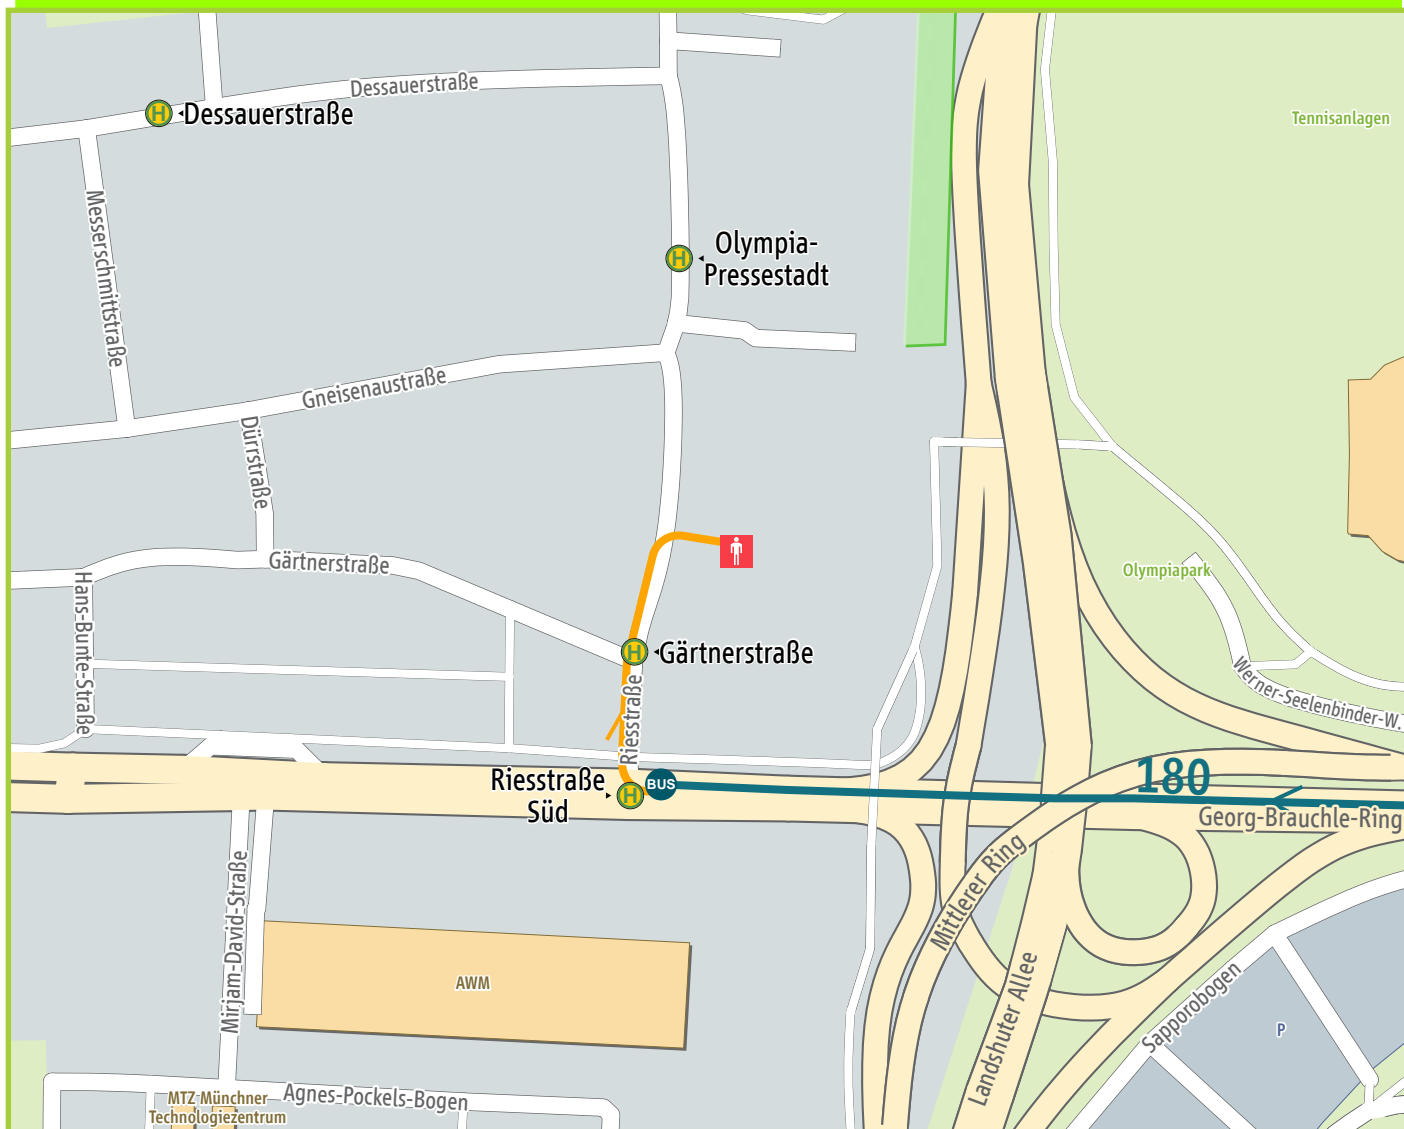 Dessauerstraße
H
Dessauerstraße
Tennisanlagen
Messerschmittstraße
H
Olympia-
Pressestadt
Gneisenaustraße
Dürrstraße
Gärtnerstraße
Olympiapark
Hans-Bunte-Straße
H
Gärtnerstraße
Riesstraße
Werner-Seelenbinder-W.
Riesstraße
Süd
H
BUS
180
Georg-Brauchle-Ring
Mittlerer Ring
Mirjam-David-Straße
AWM
Landshuter Allee
Sapporobogen
P
MTZ Münchner
Technologiezentrum
Agnes-Pockels-Bogen